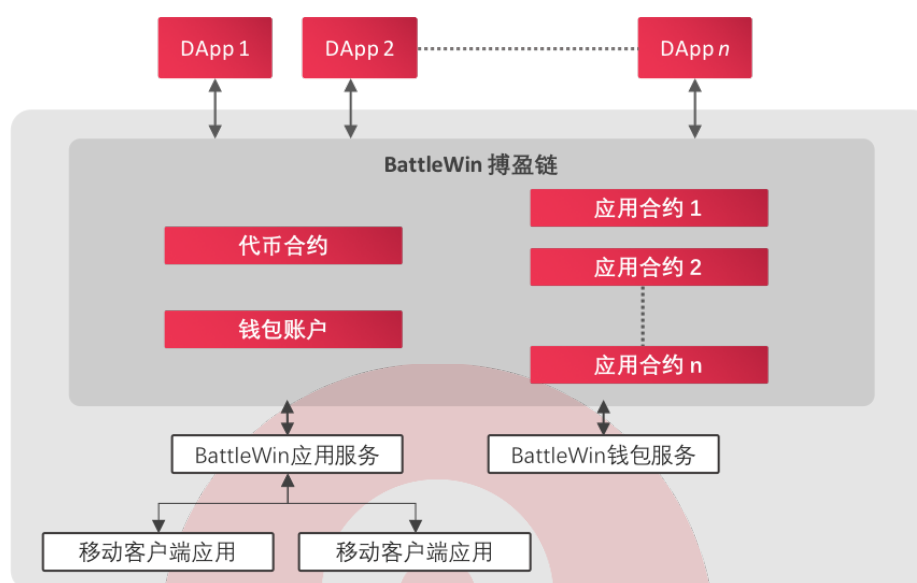 DApp 1
DApp 2
DApp n
BattleWin 搏盈链
代币合约
钱包账户
应用合约 1
应用合约 2
应用合约 n
BattleWin应用服务
BattleWin钱包服务
移动客户端应用
移动客户端应用